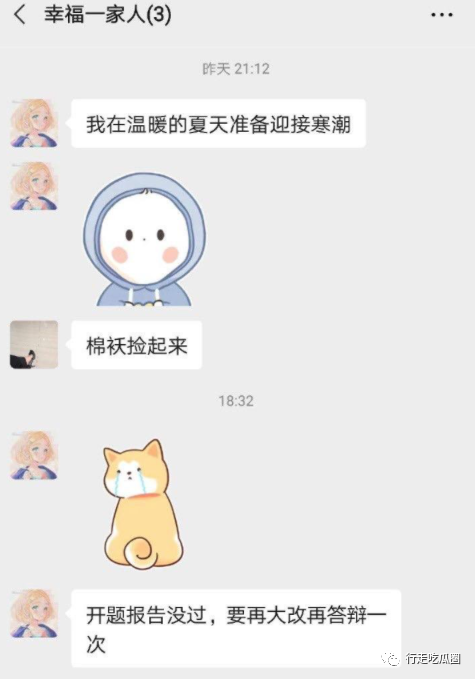 幸福一家人(3)
昨天 21:12
我在温暖的夏天准备迎接寒潮
棉袄捡起来
18:32
开题报告没过，要再大改再答辩一
次
行走吃瓜圈